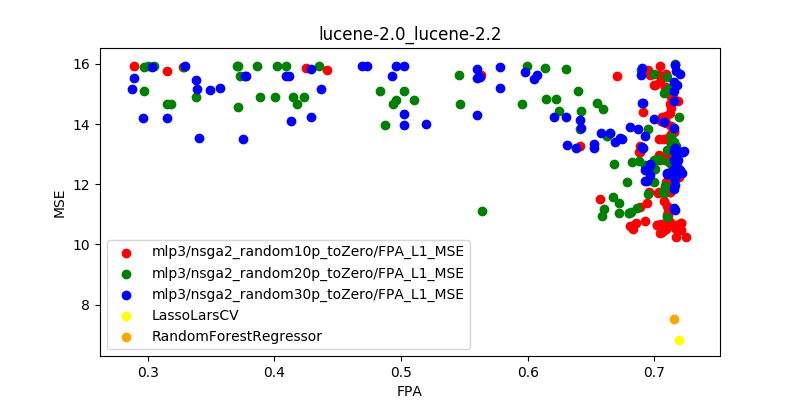 lucene-2.0_lucene-2.2
16
14
12
10
8
MSE
mlp3/nsga2_random10p_toZero/FPA_L1_MSE
mlp3/nsga2_random20p_toZero/FPA_L1_MSE
mlp3/nsga2_random30p_toZero/FPA_L1_MSE
LassoLarsCV
RandomForestRegressor
0.3 0.4 0.5 0.6 0.7
FPA